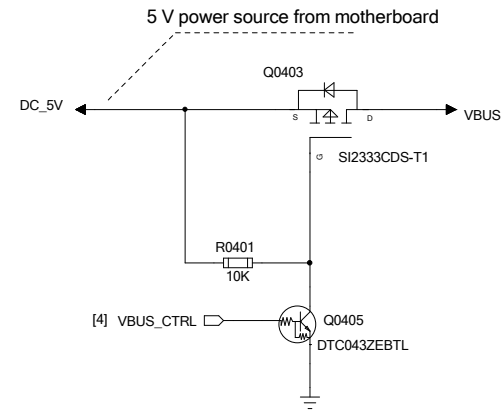 5 V power source from motherboard
Q0403
DC_5V
S
D
VBUS
G
SI2333CDS-T1
R0401
10K
[4] VBUS_CTRL
Q0405
DTC043ZEBTL